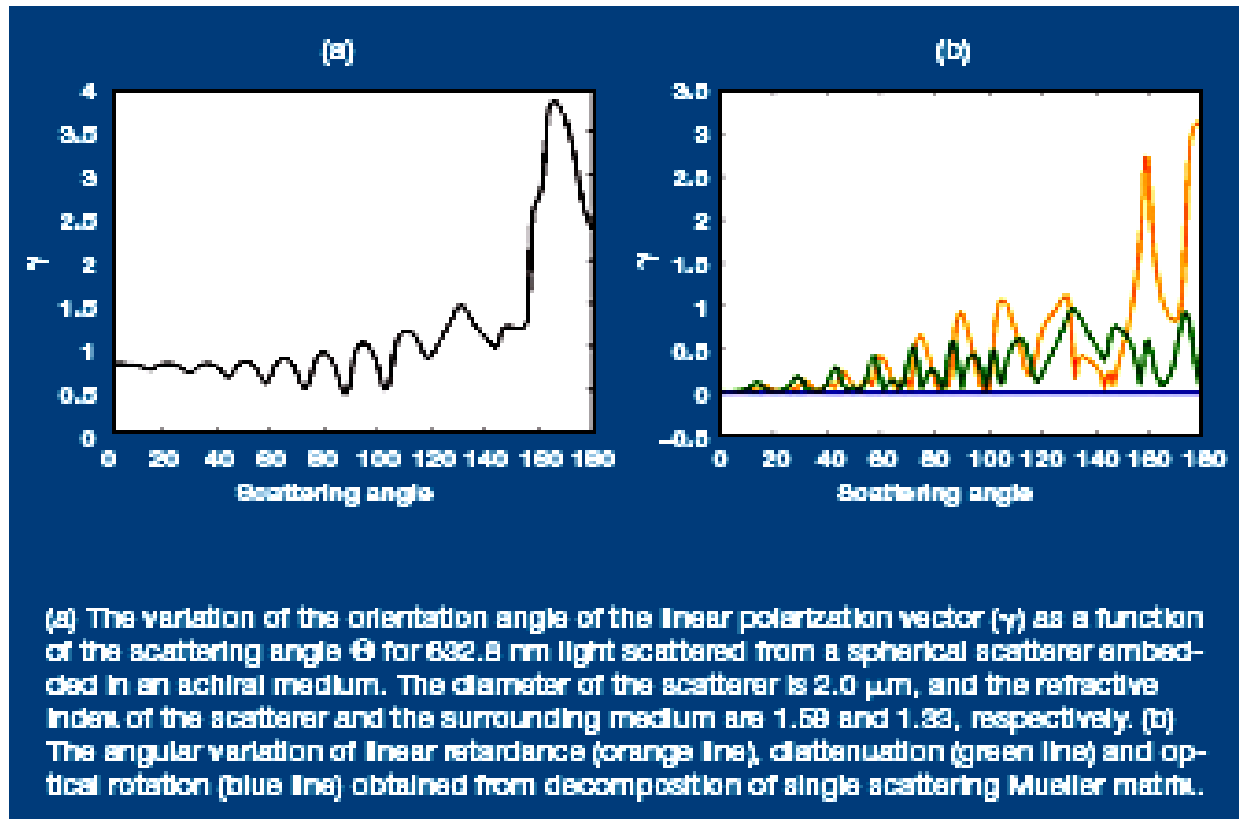 (a)
(b)
4
3.5
3
2.5
2
1.5
1
0.5
0
γ
0 20 40 60 80 100 120 140 160 180
Scattering angle
3.5
3
2.5
2
1.5
1
0.5
0
−0.5
γ
0 20 40 60 80 100 120 140 160 180
Scattering angle
(a) The variation of the orientation angle of the linear polarization vector (γ) as a function
of the scattering angle Θ for 632.8 nm light scattered from a spherical scatterer embed-
ded in an achiral medium. The diameter of the scatterer is 2.0 μm, and the refractive
index of the scatterer and the surrounding medium are 1.59 and 1.33, respectively. (b)
The angular variation of linear retardance (orange line), diattenuation (green line) and op-
tical rotation (blue line) obtained from decomposition of single scattering Mueller matrix.